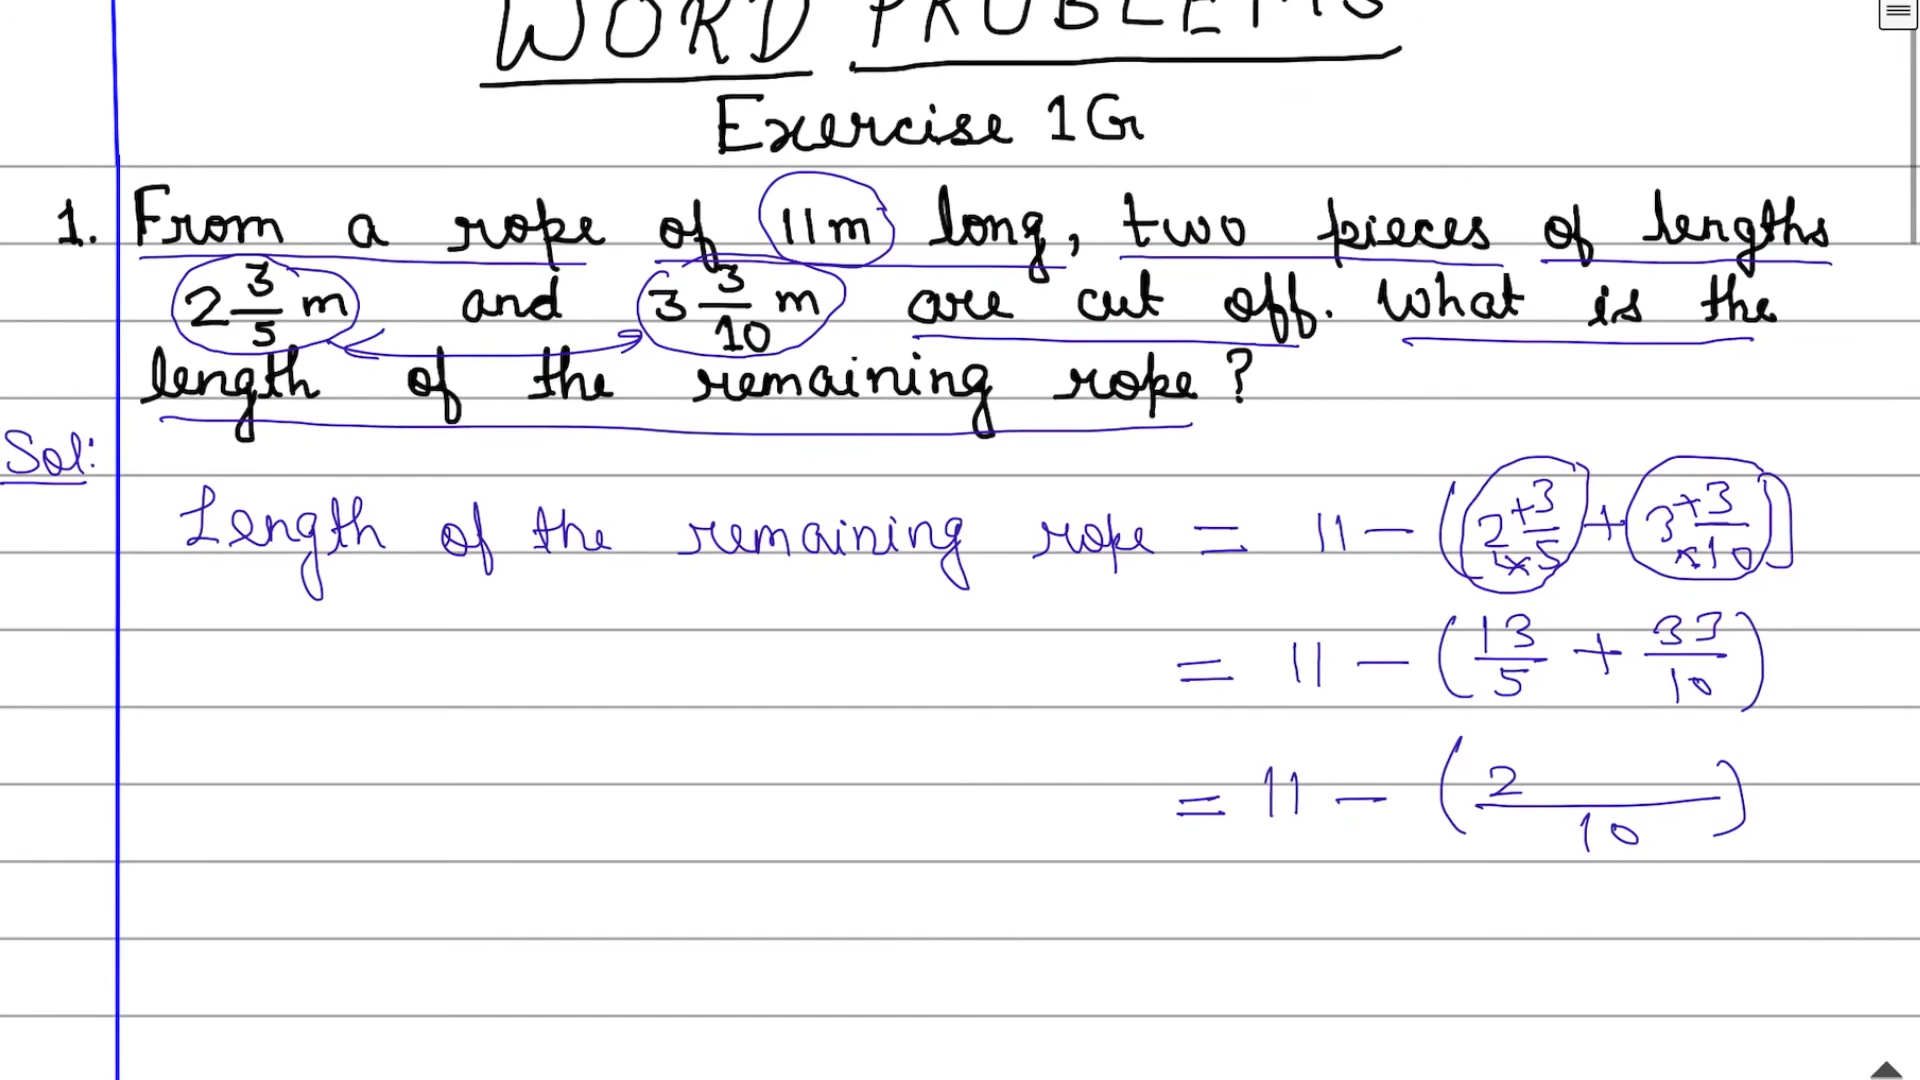 WORD PROBLEMS
Exercise 1G
1. From a rope of 11m long, two pieces of lengths
2 3/5 m and 3 3/10 m are cut off. What is the
length of the remaining rope?
Sol:
Length of the remaining rope = 11 - (2 +3/×5 + 3 +3/×10)
= 11 - (13/5 + 33/10)
= 11 - (2 /10)